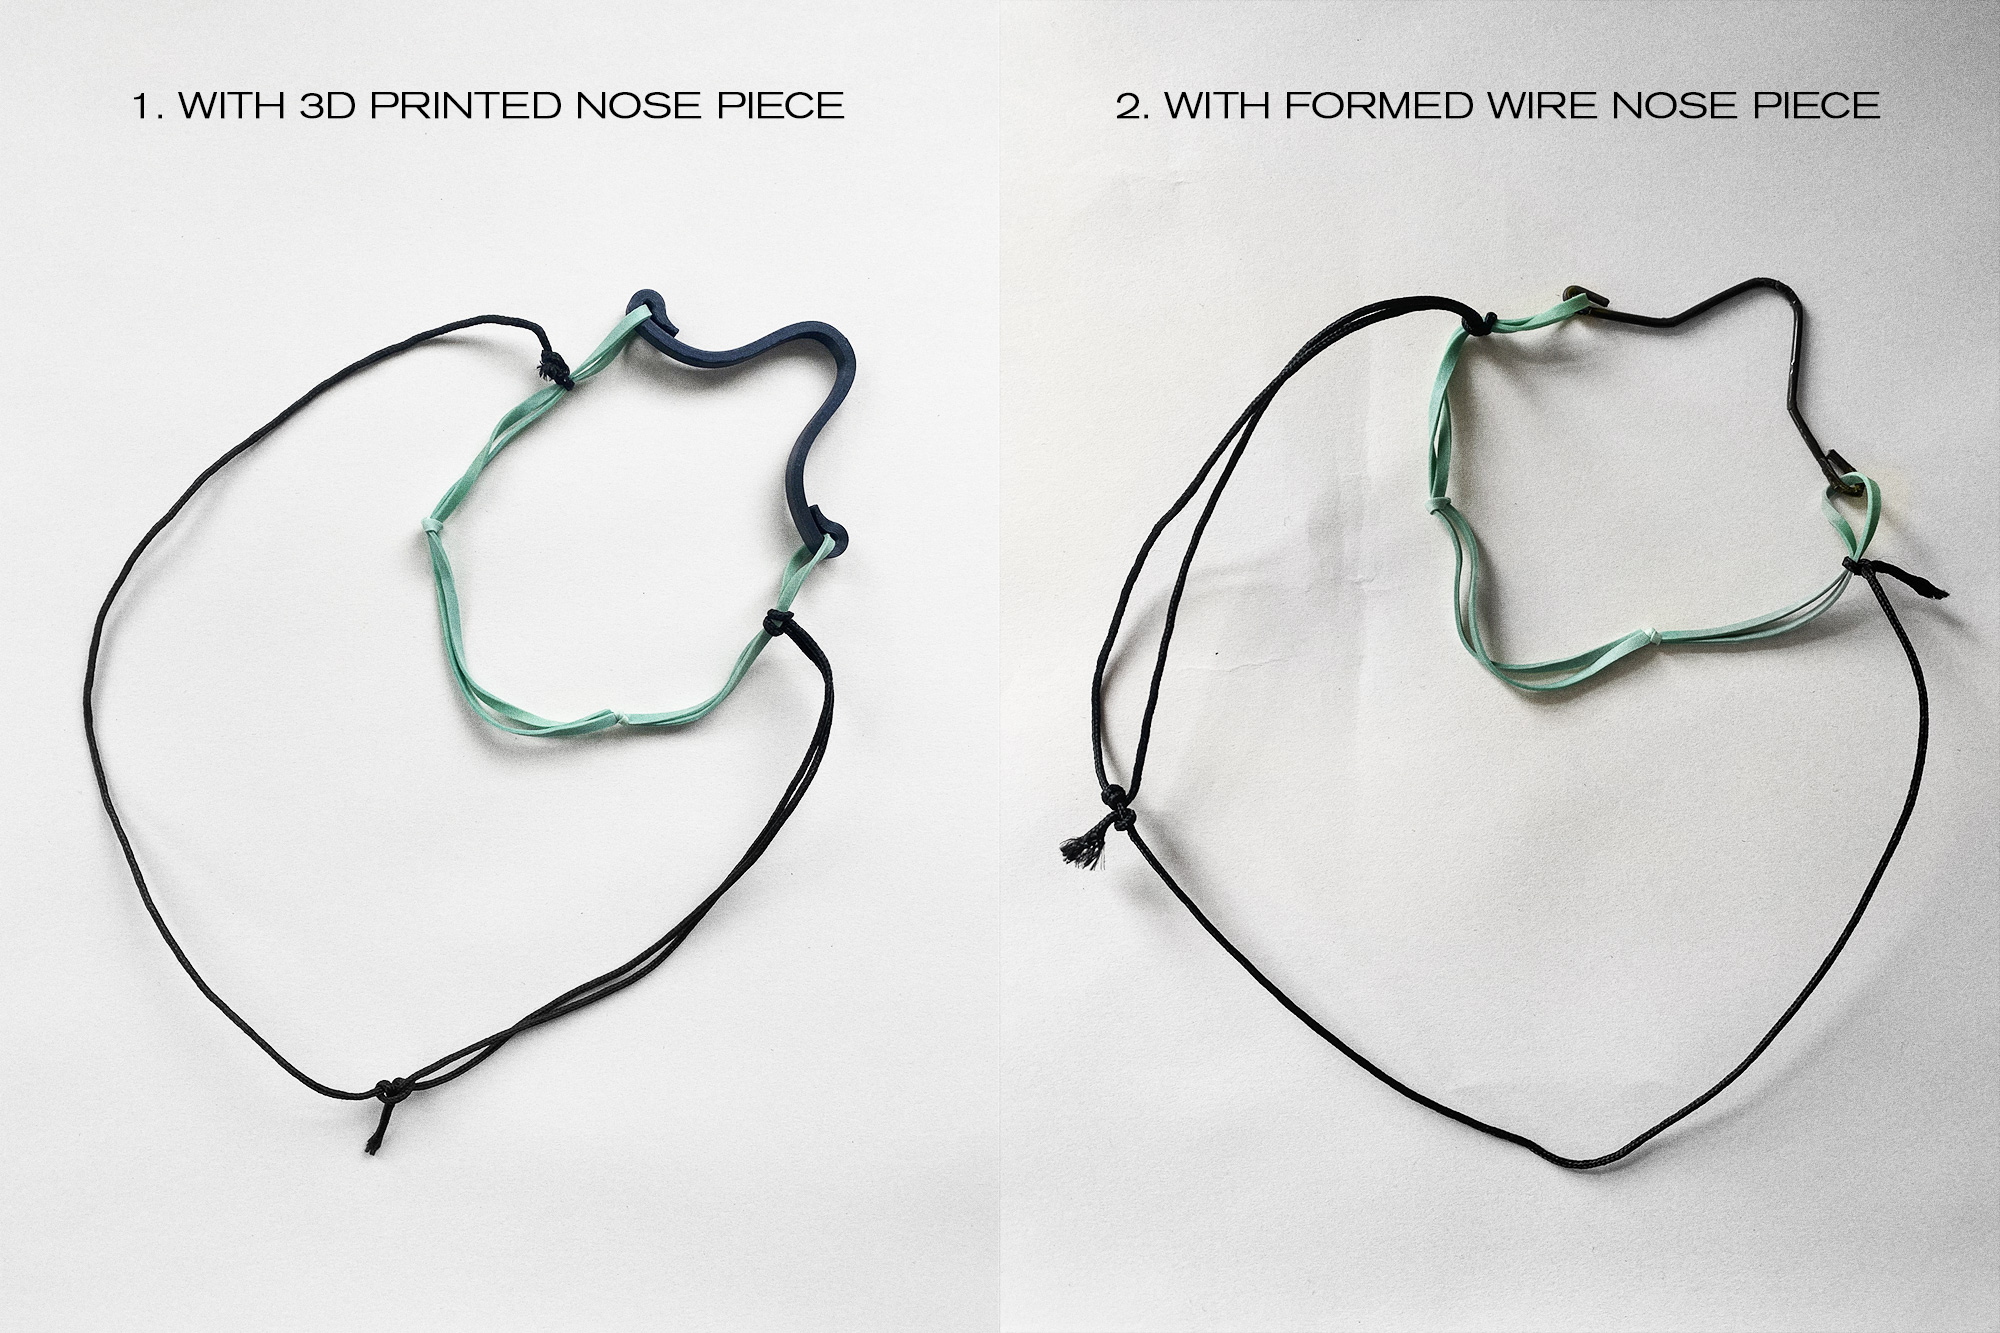 1. WITH 3D PRINTED NOSE PIECE
2. WITH FORMED WIRE NOSE PIECE